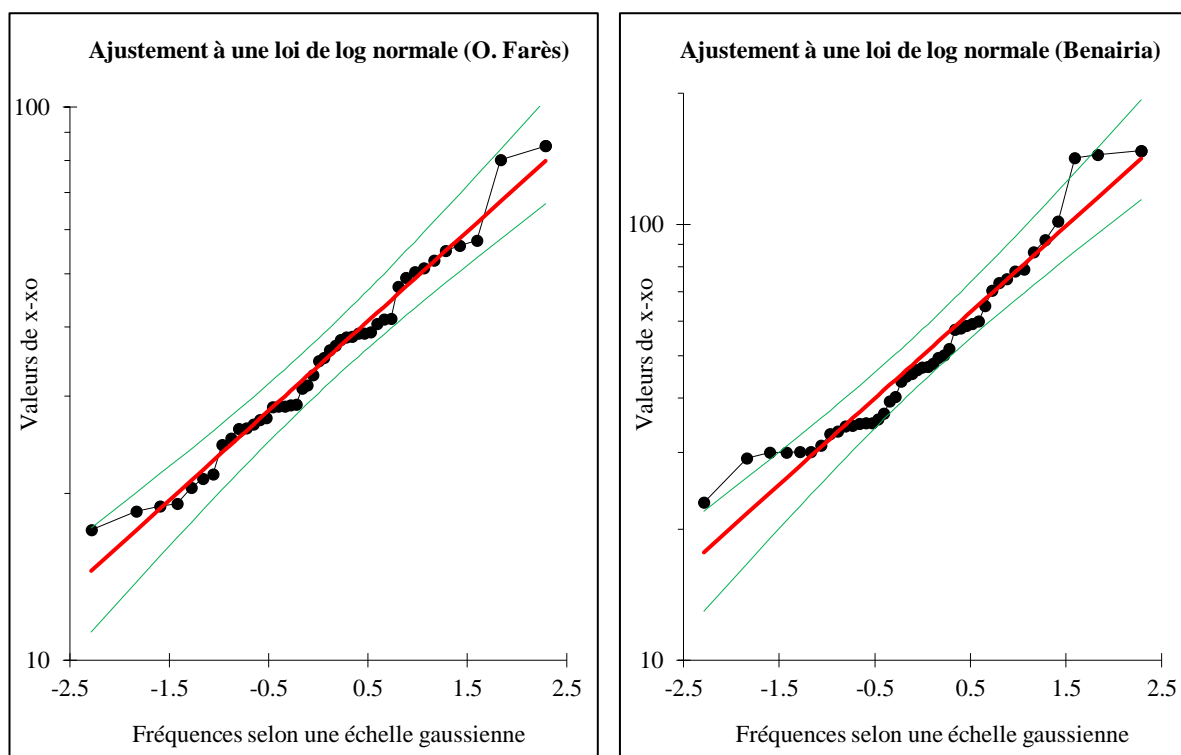 Ajustement à une loi de log normale (O. Farès)
100
Valeurs de x-xo
10
-2.5 -1.5 -0.5 0.5 1.5 2.5
Fréquences selon une échelle gaussienne
Ajustement à une loi de log normale (Benairia)
100
Valeurs de x-xo
10
-2.5 -1.5 -0.5 0.5 1.5 2.5
Fréquences selon une échelle gaussienne